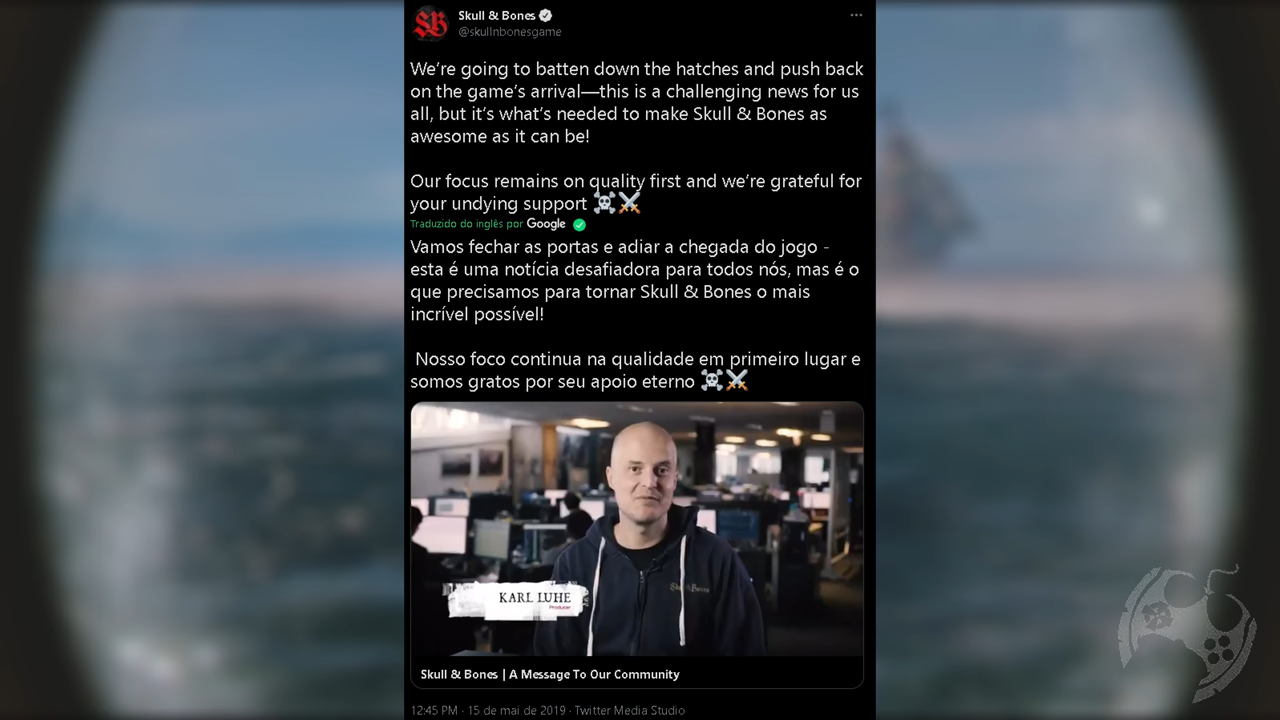 Skull & Bones
@skullnbonesgame
We're going to batten down the hatches and push back
on the game's arrival—this is a challenging news for us
all, but it's what's needed to make Skull & Bones as
awesome as it can be!
Our focus remains on quality first and we're grateful for
your undying support ☠️⚔️
Traduzido do inglês por Google
Vamos fechar as portas e adiar a chegada do jogo -
esta é uma notícia desafiadora para todos nós, mas é o
que precisamos para tornar Skull & Bones o mais
incrível possível!
Nosso foco continua na qualidade em primeiro lugar e
somos gratos por seu apoio eterno ☠️⚔️
Skull & Bones
KARL LUHE
Producer
Skull & Bones | A Message To Our Community
12:45 PM · 15 de mai de 2019 · Twitter Media Studio